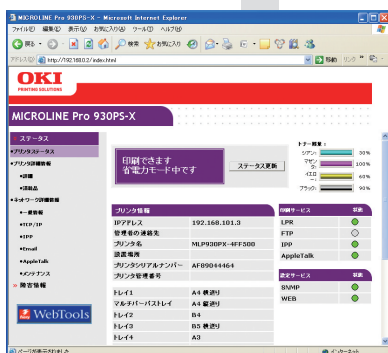 MICROLINE Pro 930PS-X - Microsoft Internet Explorer
ファイル(F) 編集(E) 表示(V) お気に入り(A) ツール(T) ヘルプ(H)
戻る 検索 お気に入り
アドレス(D) http://192.168.0.2/index.html 移動 リンク
OKI
PRINTING SOLUTIONS
MICROLINE Pro 930PS-X
ステータス
プリンタステータス
プリンタ詳細情報
詳細
消耗品
ネットワーク詳細情報
一般情報
TCP/IP
IPP
Email
AppleTalk
メンテナンス
障害情報
WebTools
印刷できます
省電力モード中です
ステータス更新
トナー残量:
シアン: 30%
マゼンタ: 100%
イエロー: 60%
ブラック: 90%
プリンタ情報
IPアドレス 192.168.101.3
管理者の連絡先
プリンタ名 MLP930PX-4FF500
設置場所
プリンタシリアルナンバー AF89044464
プリンタ管理番号
トレイ1 A4 横送り
マルチパーパストレイ A4 縦送り
トレイ2 B4
トレイ3 B5 横送り
トレイ4 A3
印刷サービス 状態
LPR
FTP
IPP
AppleTalk
設定サービス 状態
SNMP
WEB
ページが表示されました
インターネット